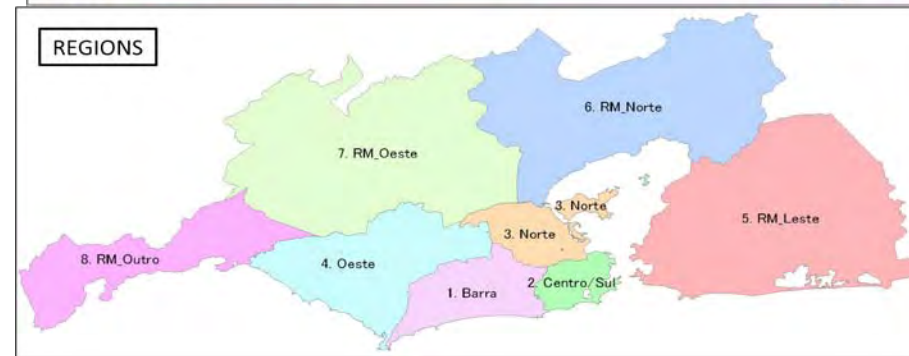 REGIONS
6. RM_Norte
7. RM_Oeste
3. Norte
5. RM_Leste
3. Norte
8. RM_Outro
4. Oeste
2. Centro/Sul
1. Barra